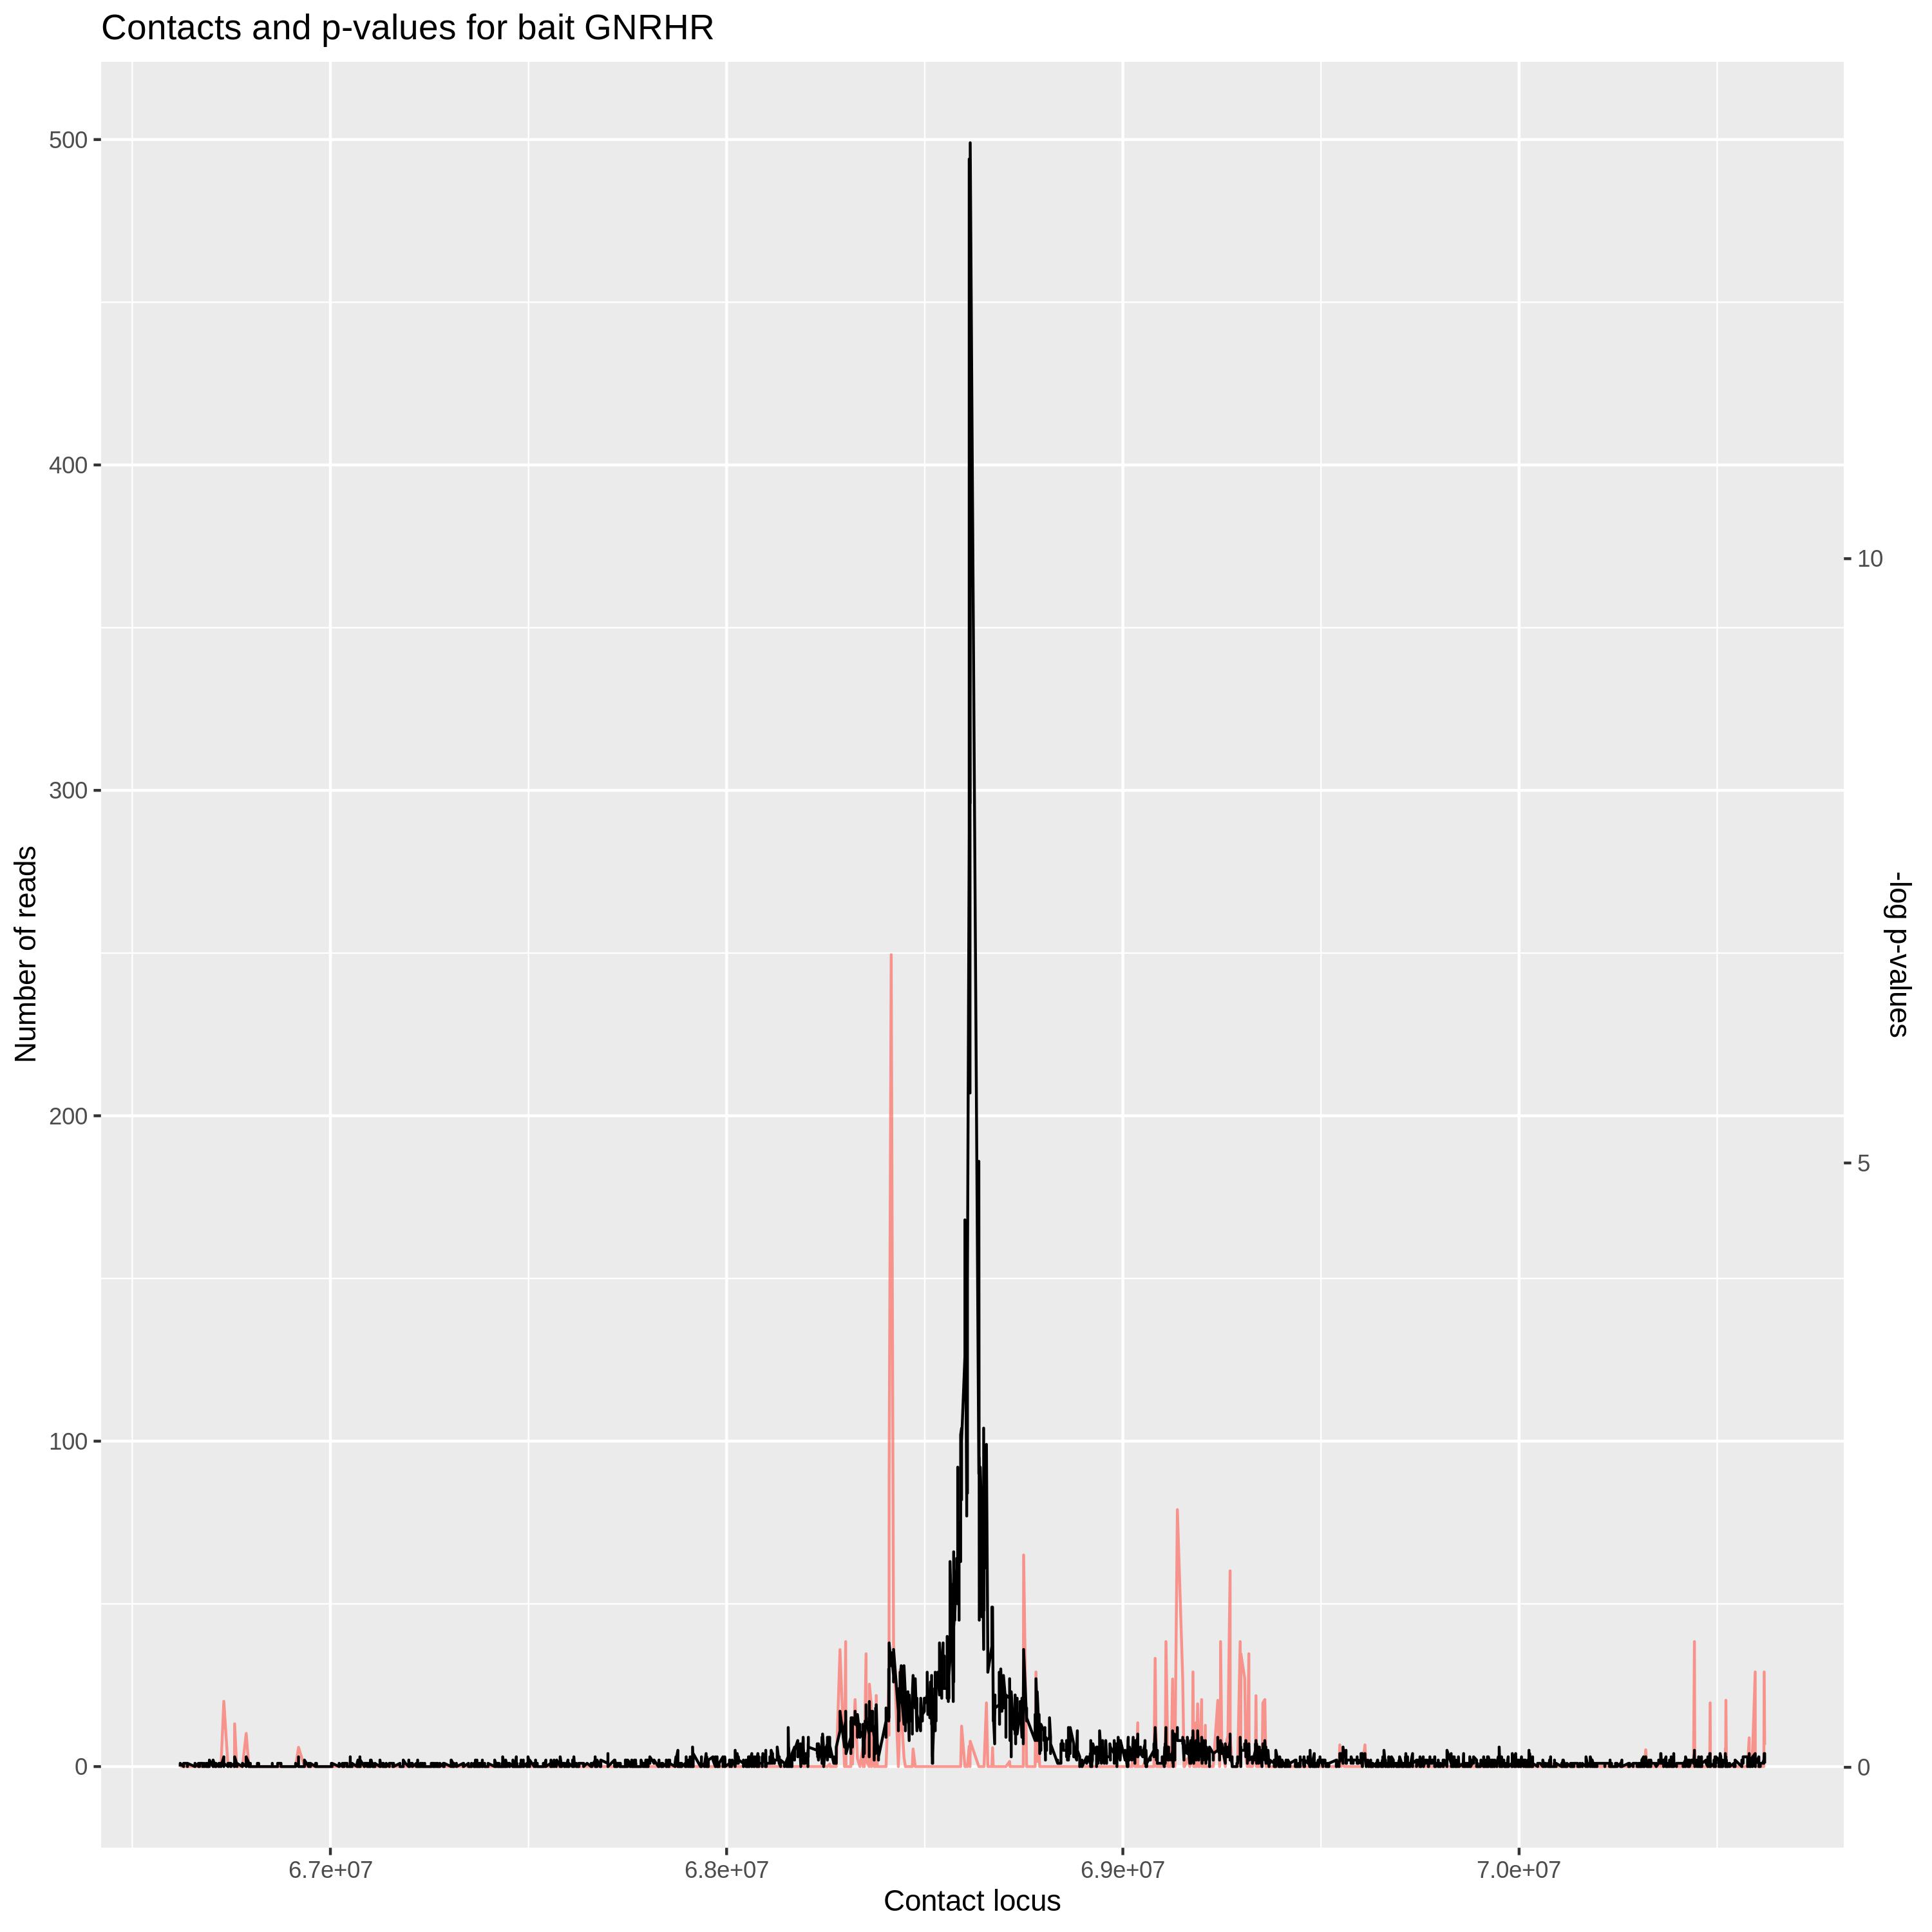 Contacts and p-values for bait GNRHR
500
400
300
200
100
0
Number of reads
10
5
0
-log p-values
6.7e+07
6.8e+07
6.9e+07
7.0e+07
Contact locus